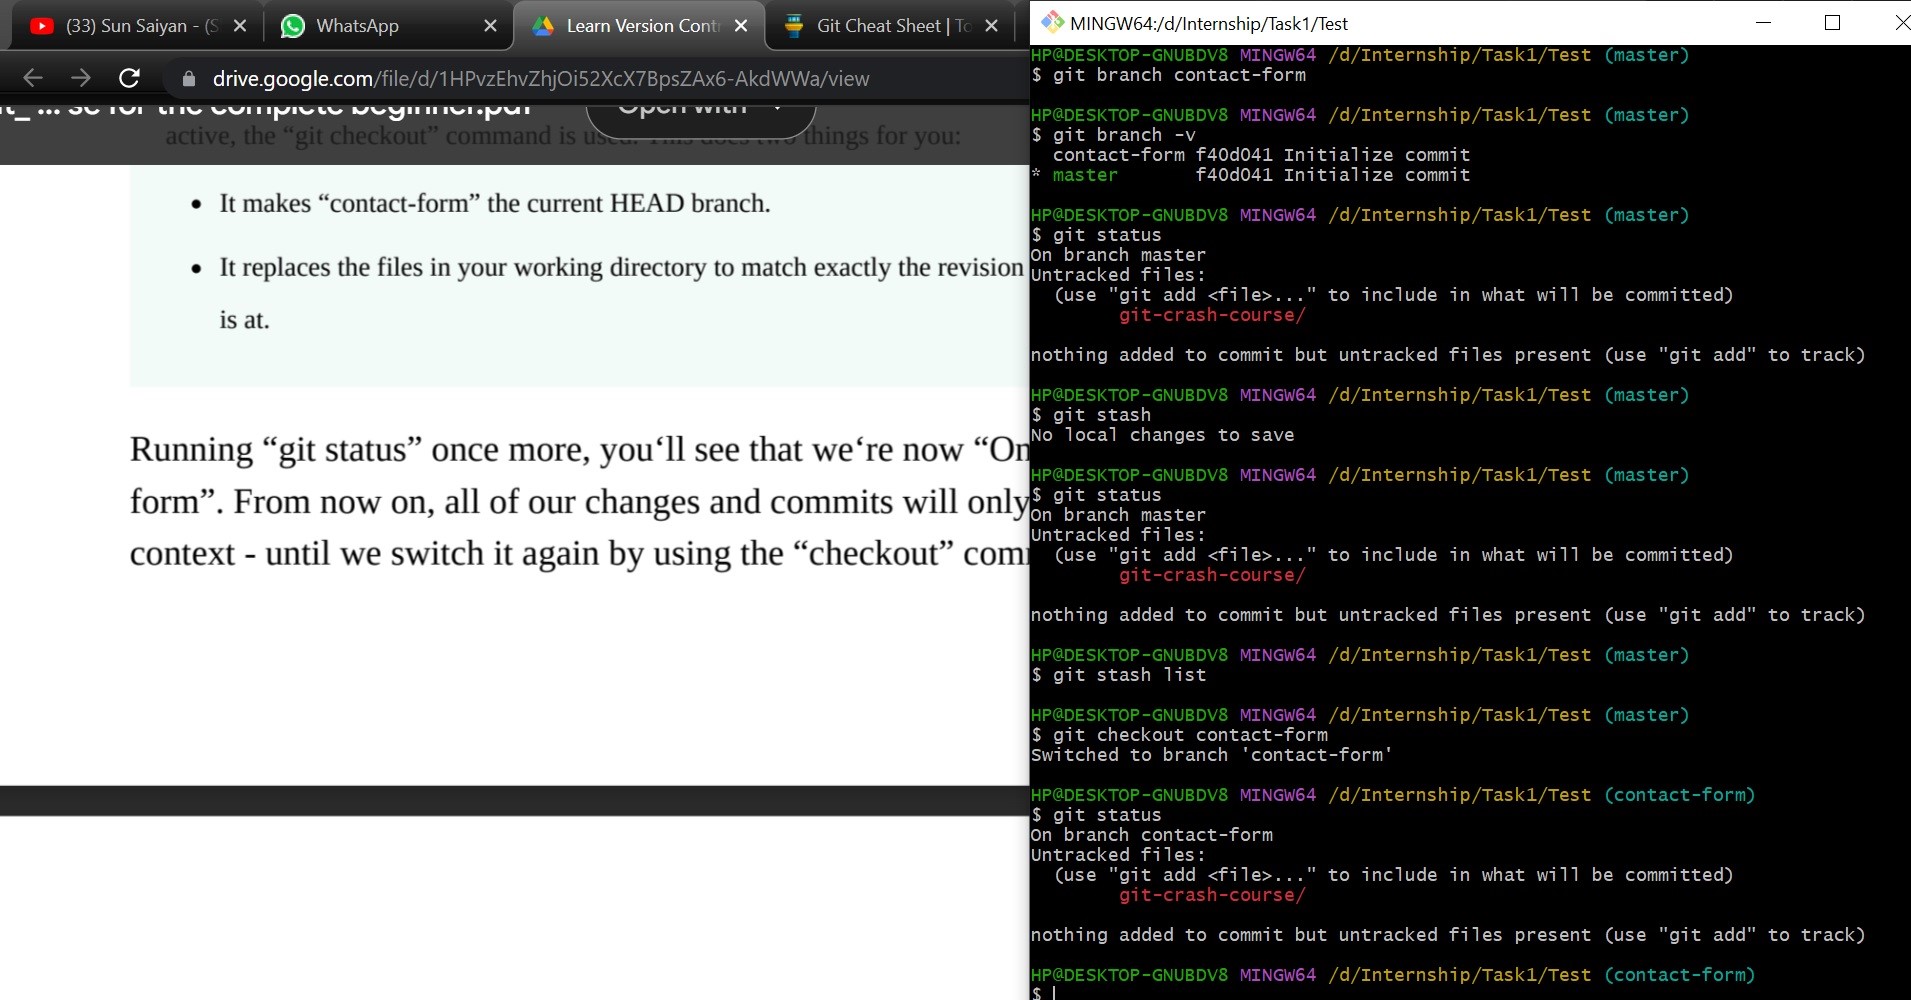 (33) Sun Saiyan - (S
WhatsApp
Learn Version Contr
Git Cheat Sheet | To
drive.google.com/file/d/1HPvzEhvZhjOi52XcX7BpsZAx6-AkdWWa/view
it_ ... se for the complete beginner.pdf
Open with
active, the “git checkout” command is used. This does two things for you:
• It makes “contact-form” the current HEAD branch.
• It replaces the files in your working directory to match exactly the revision
is at.
Running “git status” once more, you‘ll see that we‘re now “On
form”. From now on, all of our changes and commits will only
context - until we switch it again by using the “checkout” comm
MINGW64:/d/Internship/Task1/Test
HP@DESKTOP-GNUBDV8 MINGW64 /d/Internship/Task1/Test (master)
$ git branch contact-form
HP@DESKTOP-GNUBDV8 MINGW64 /d/Internship/Task1/Test (master)
$ git branch -v
contact-form f40d041 Initialize commit
* master f40d041 Initialize commit
HP@DESKTOP-GNUBDV8 MINGW64 /d/Internship/Task1/Test (master)
$ git status
On branch master
Untracked files:
(use "git add <file>..." to include in what will be committed)
git-crash-course/
nothing added to commit but untracked files present (use "git add" to track)
HP@DESKTOP-GNUBDV8 MINGW64 /d/Internship/Task1/Test (master)
$ git stash
No local changes to save
HP@DESKTOP-GNUBDV8 MINGW64 /d/Internship/Task1/Test (master)
$ git status
On branch master
Untracked files:
(use "git add <file>..." to include in what will be committed)
git-crash-course/
nothing added to commit but untracked files present (use "git add" to track)
HP@DESKTOP-GNUBDV8 MINGW64 /d/Internship/Task1/Test (master)
$ git stash list
HP@DESKTOP-GNUBDV8 MINGW64 /d/Internship/Task1/Test (master)
$ git checkout contact-form
Switched to branch 'contact-form'
HP@DESKTOP-GNUBDV8 MINGW64 /d/Internship/Task1/Test (contact-form)
$ git status
On branch contact-form
Untracked files:
(use "git add <file>..." to include in what will be committed)
git-crash-course/
nothing added to commit but untracked files present (use "git add" to track)
HP@DESKTOP-GNUBDV8 MINGW64 /d/Internship/Task1/Test (contact-form)
$